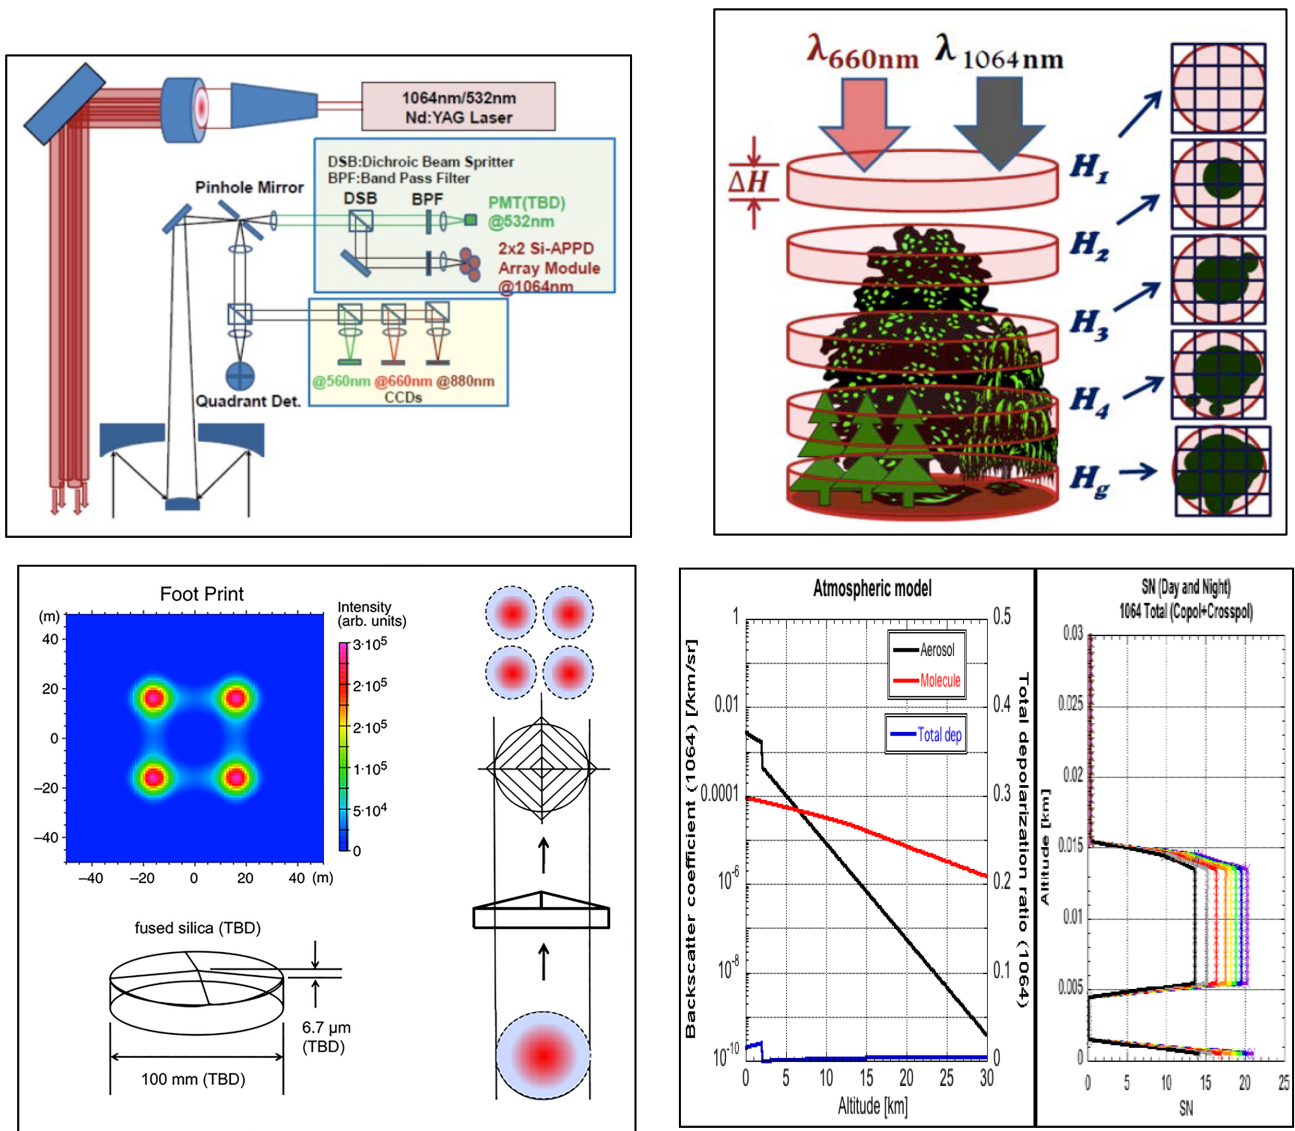 1064nm/532nm
Nd:YAG Laser
DSB:Dichroic Beam Spritter
BPF:Band Pass Filter
DSB
BPF
PMT(TBD)
@532nm
Pinhole Mirror
2x2 Si-APPD
Array Module
@1064nm
@560nm @660nm @880nm
CCDs
Quadrant Det.
λ660nm
λ1064nm
ΔH
H1
H2
H3
H4
Hg
Foot Print
(m)
Intensity
(arb. units)
40
20
0
−20
−40
−40
−20
0
20
40
(m)
3·10⁵
2·10⁵
2·10⁵
1·10⁵
5·10⁴
0
fused silica (TBD)
6.7 μm
(TBD)
100 mm (TBD)
Atmospheric model
Backscatter coefficient (1064) [/km/sr]
1
0.01
0.0001
10⁻⁶
10⁻⁸
10⁻¹⁰
Aerosol
Molecule
Total dep
0.5
0.4
0.3
0.2
0.1
0
Total depolarization ratio (1064)
0
5
10
15
20
25
30
Altitude [km]
SN (Day and Night)
1064 Total (Copol+Crosspol)
Altitude [km]
0.03
0.025
0.02
0.015
0.01
0.005
0
0
5
10
15
20
25
SN